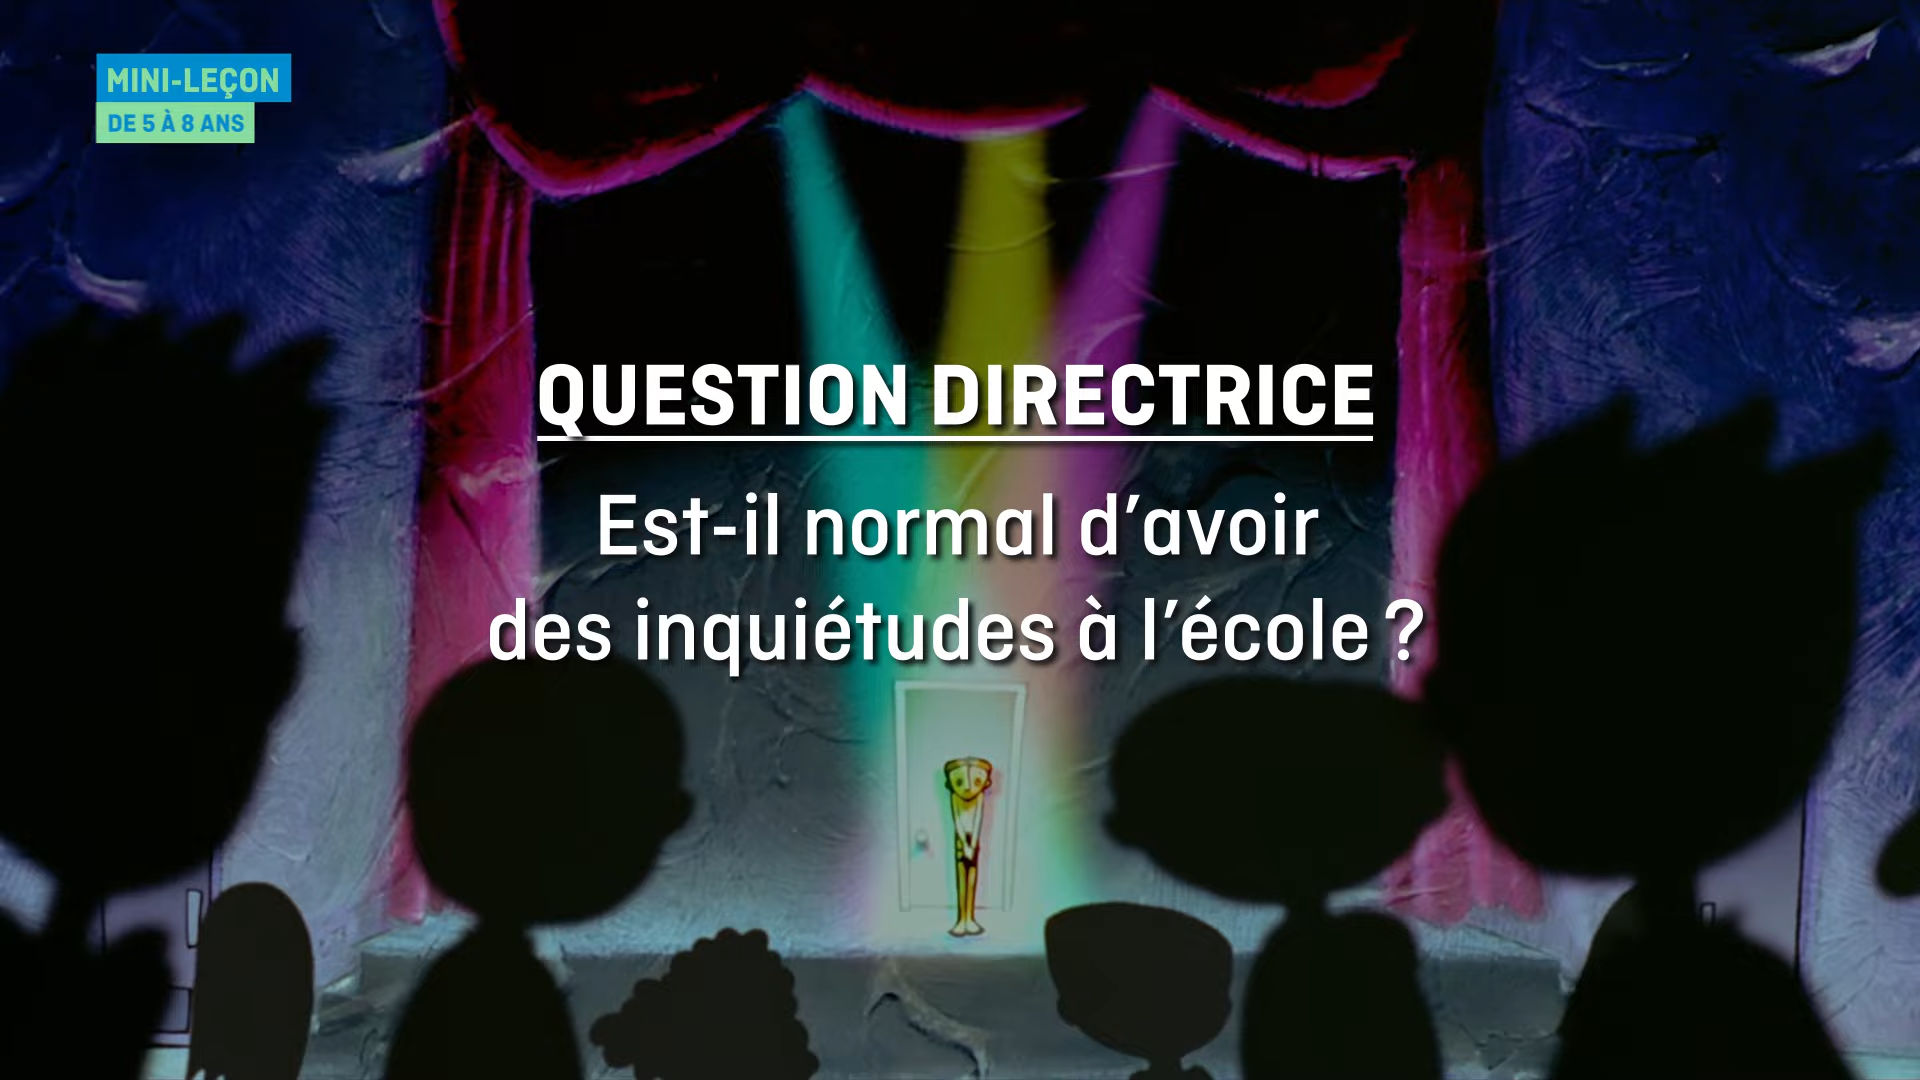 MINI-LEÇON
DE 5 À 8 ANS
QUESTION DIRECTRICE
Est-il normal d’avoir
des inquiétudes à l’école ?